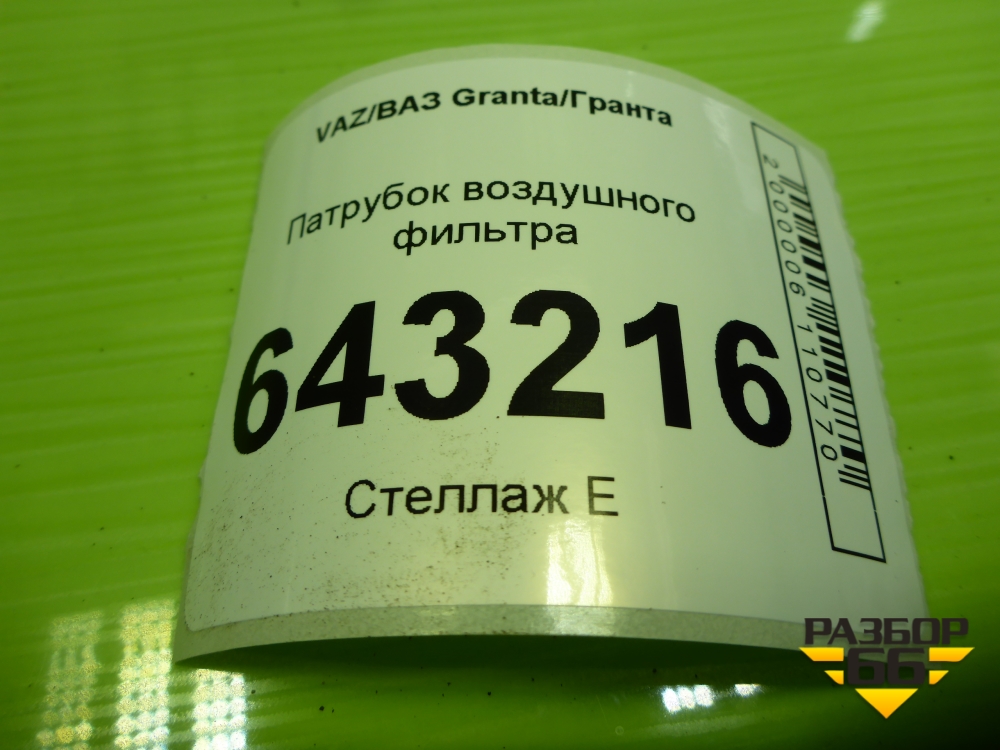 VAZ/ВАЗ Granta/Гранта
Патрубок воздушного
фильтра
643216
Стеллаж Е
2000006110770
РАЗБОР
66